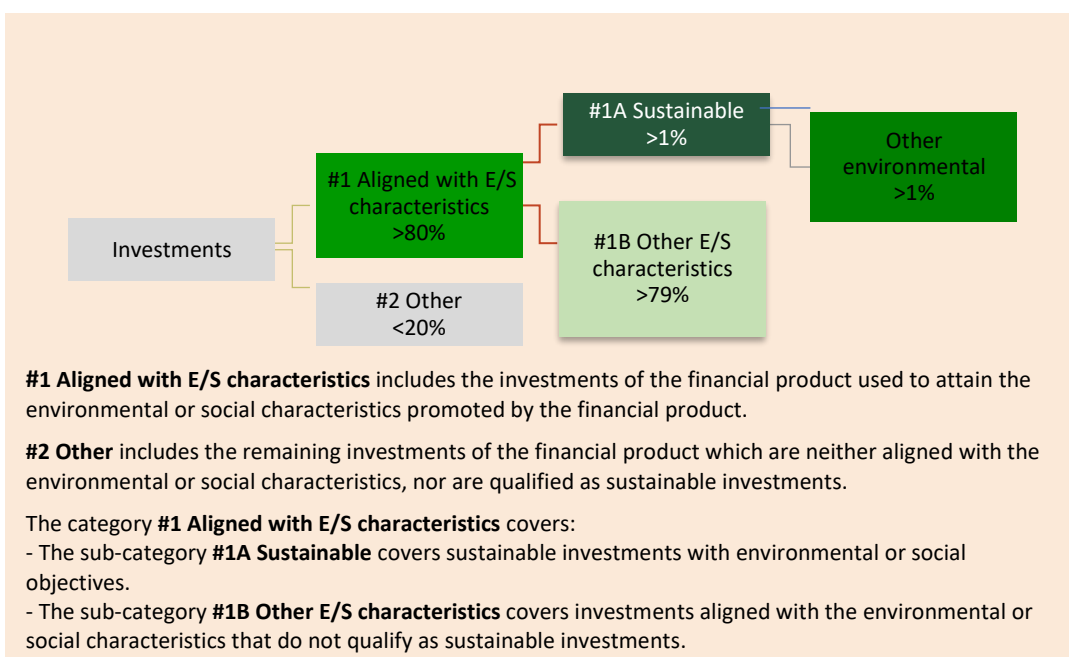 #1A Sustainable
>1%
Other
environmental
>1%
#1 Aligned with E/S
characteristics
>80%
#1B Other E/S
characteristics
>79%
Investments
#2 Other
<20%
#1 Aligned with E/S characteristics includes the investments of the financial product used to attain the
environmental or social characteristics promoted by the financial product.
#2 Other includes the remaining investments of the financial product which are neither aligned with the
environmental or social characteristics, nor are qualified as sustainable investments.
The category #1 Aligned with E/S characteristics covers:
- The sub-category #1A Sustainable covers sustainable investments with environmental or social
objectives.
- The sub-category #1B Other E/S characteristics covers investments aligned with the environmental or
social characteristics that do not qualify as sustainable investments.